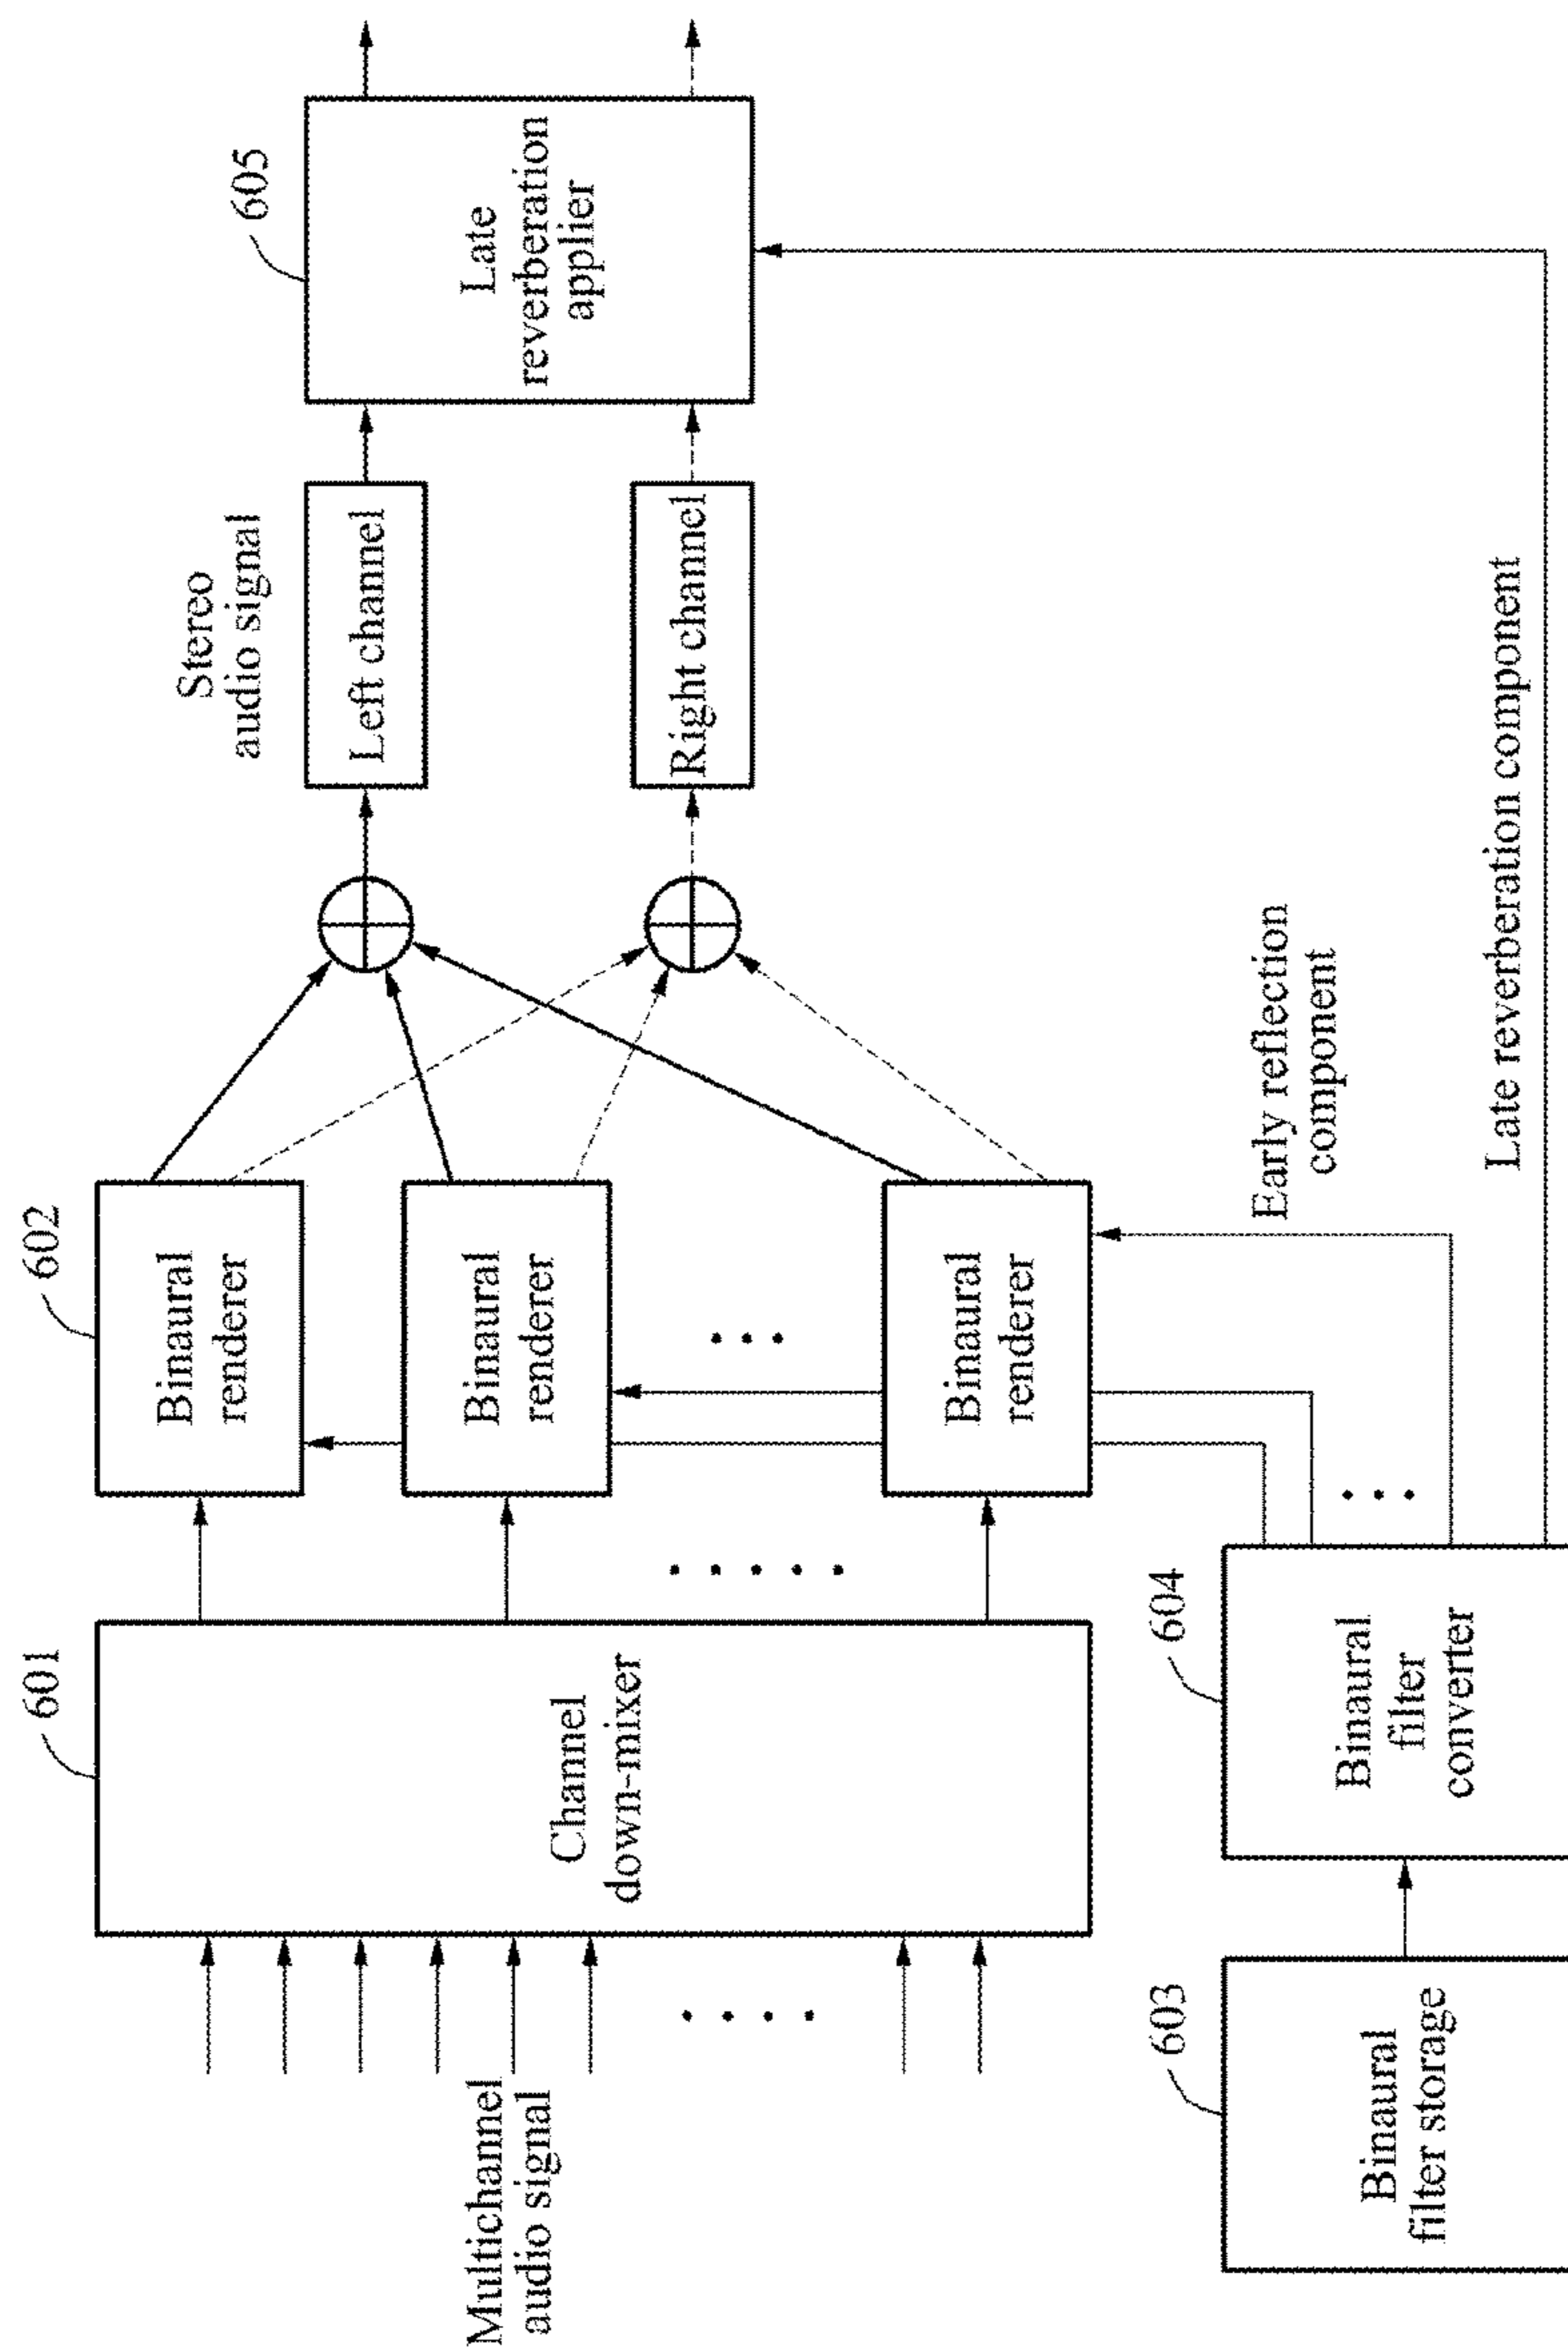 Multichannel
audio signal
601
Channel
down-mixer
602
Binaural
renderer
Binaural
renderer
Binaural
renderer
Stereo
audio signal
Left channel
Right channel
605
Late
reverberation
applier
603
Binaural
filter storage
604
Binaural
filter
converter
Early reflection
component
Late reverberation component